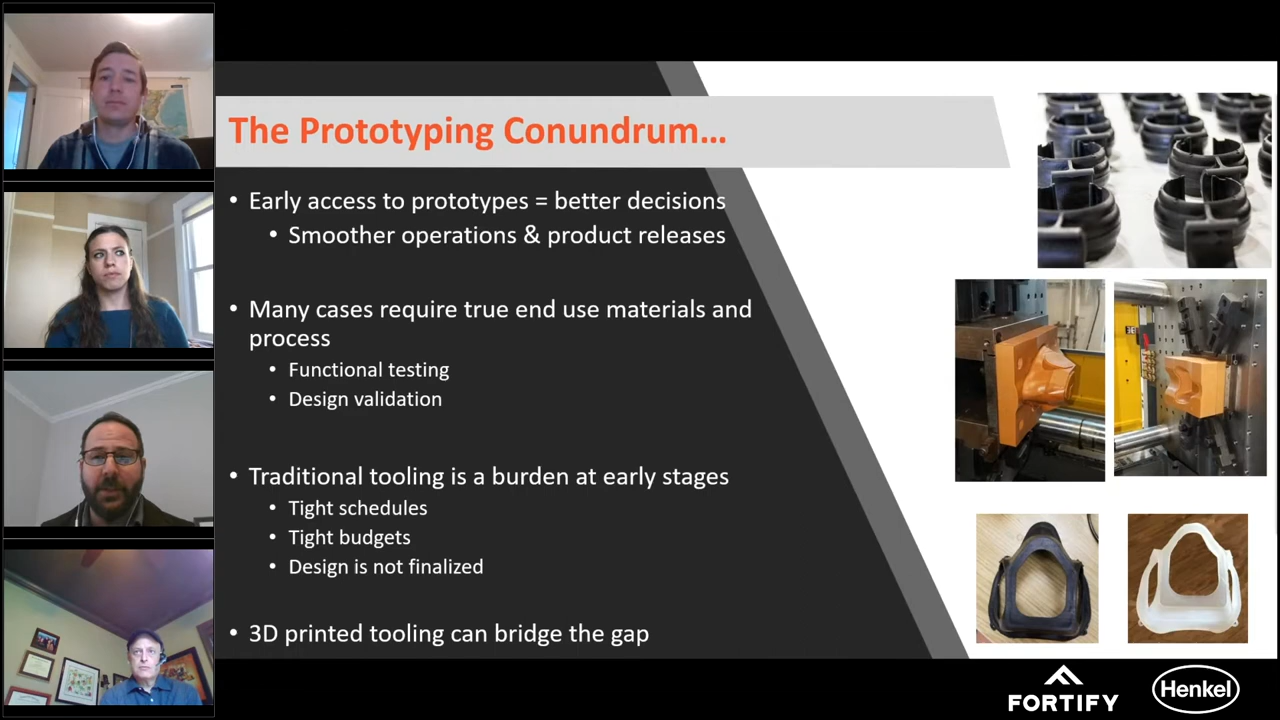 The Prototyping Conundrum...
• Early access to prototypes = better decisions
• Smoother operations & product releases
• Many cases require true end use materials and
process
• Functional testing
• Design validation
• Traditional tooling is a burden at early stages
• Tight schedules
• Tight budgets
• Design is not finalized
• 3D printed tooling can bridge the gap
FORTIFY
Henkel